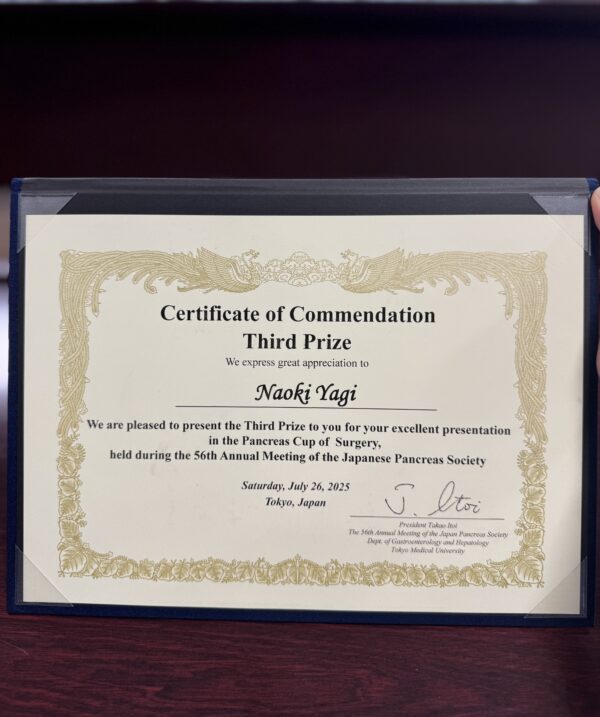 Certificate of Commendation
Third Prize
We express great appreciation to
Naoki Yagi
We are pleased to present the Third Prize to you for your excellent presentation
in the Pancreas Cup of Surgery,
held during the 56th Annual Meeting of the Japanese Pancreas Society
Saturday, July 26, 2025
Tokyo, Japan
J. Itoi
President Takao Itoi
The 56th Annual Meeting of the Japan Pancreas Society
Dept. of Gastroenterology and Hepatology
Tokyo Medical University